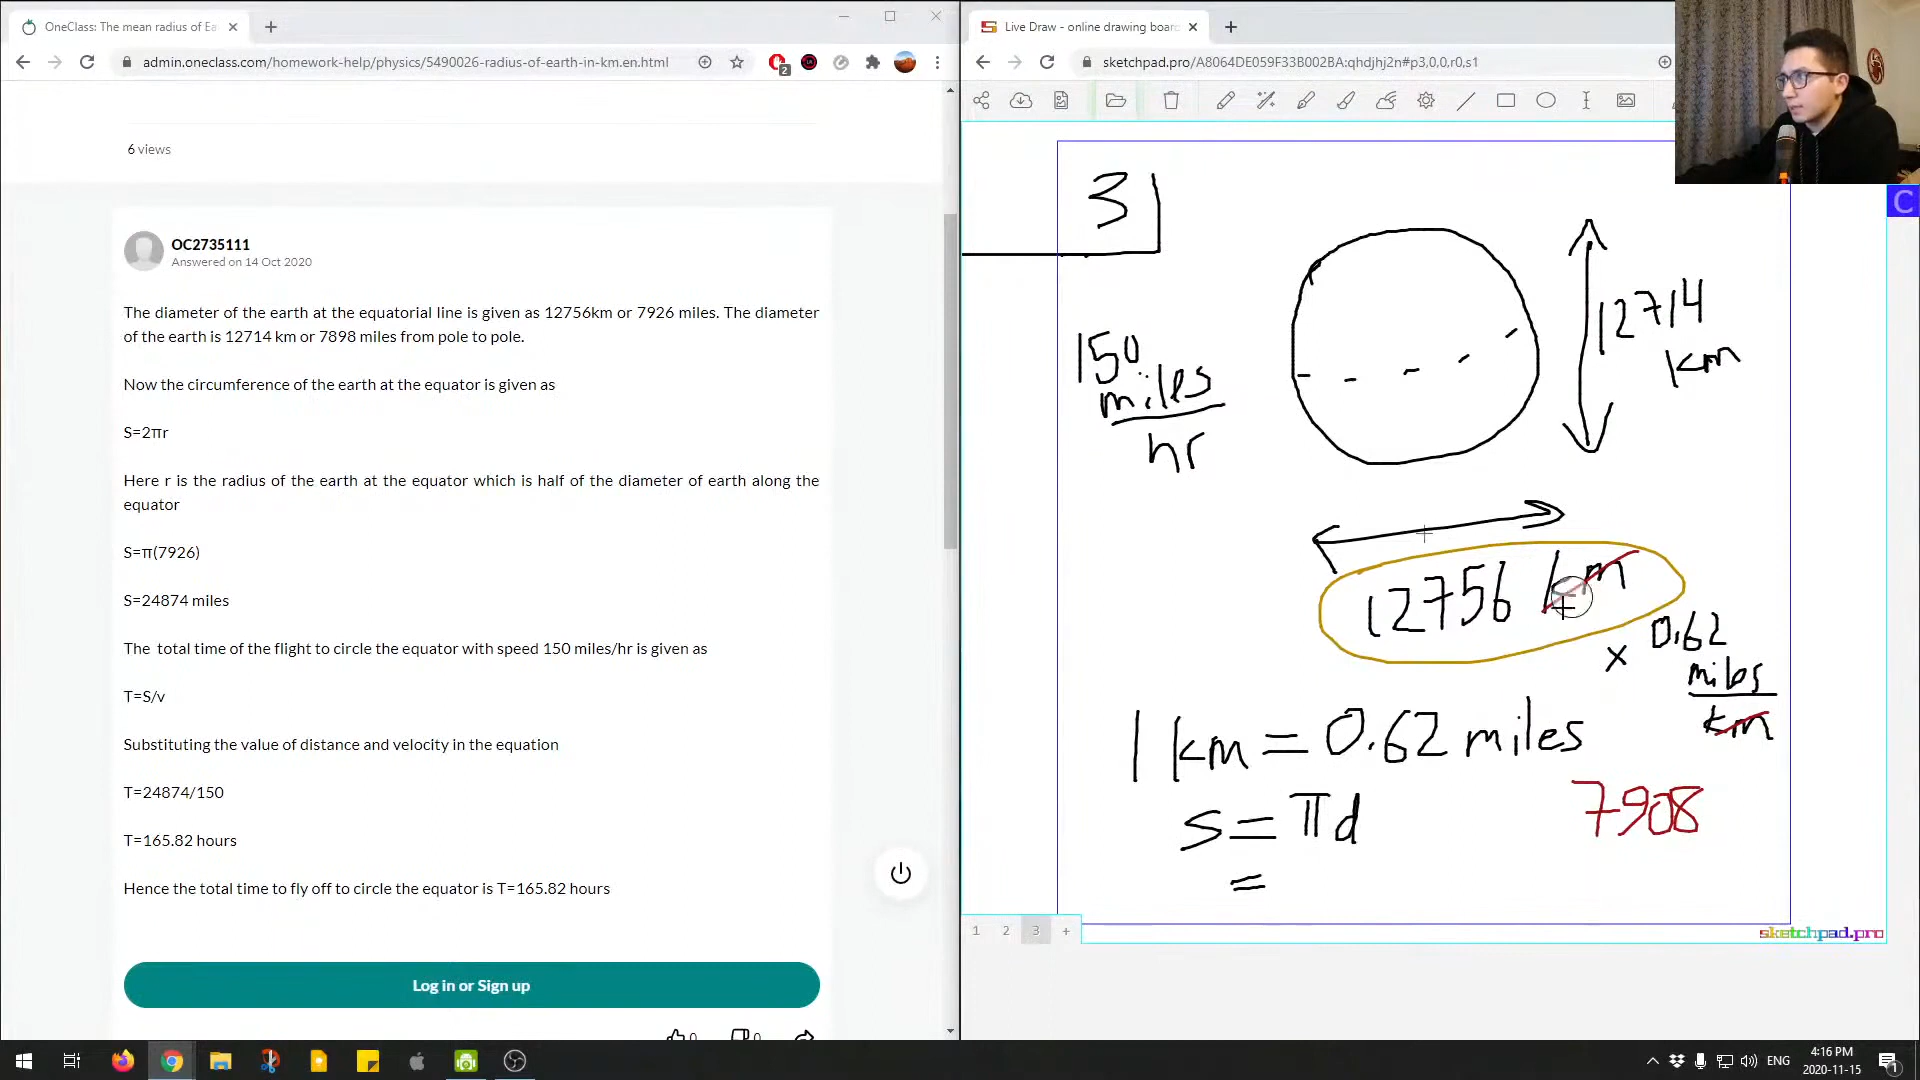 OneClass: The mean radius of Ea
admin.oneclass.com/homework-help/physics/5490026-radius-of-earth-in-km.en.html
2
6 views
OC2735111
Answered on 14 Oct 2020
The diameter of the earth at the equatorial line is given as 12756km or 7926 miles. The diameter
of the earth is 12714 km or 7898 miles from pole to pole.
Now the circumference of the earth at the equator is given as
S=2πr
Here r is the radius of the earth at the equator which is half of the diameter of earth along the
equator
S=π(7926)
S=24874 miles
The total time of the flight to circle the equator with speed 150 miles/hr is given as
T=S/v
Substituting the value of distance and velocity in the equation
T=24874/150
T=165.82 hours
Hence the total time to fly off to circle the equator is T=165.82 hours
Log in or Sign up
0
0
Live Draw - online drawing board
sketchpad.pro/A8064DE059F33B002BA:qhdjhj2n#p3,0,0,r0,s1
C
3
12714
km
150
miles
hr
12756 km
x 0.62
miles
km
1 km = 0.62 miles
S = πd
=
7908
1 2 3 +
sketchpad.pro
ENG
4:16 PM
2020-11-15
1